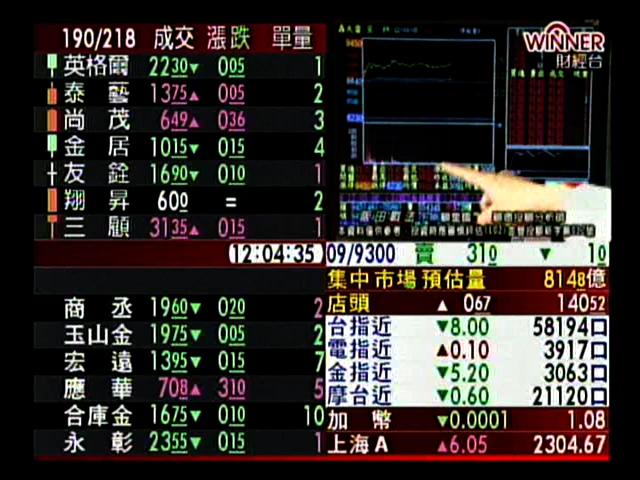 190/218 成交 漲跌 單量
英格爾 2230▼ 005 1
泰藝 1375▲ 005 2
尚茂 649▲ 036 3
金居 1015▼ 015 4
友銓 1690▼ 010 1
翔昇 600 = 2
三顧 3135▲ 015 1
WINNER
財經台
12:04:35
09/9300 賣 310 ▼ 10
集中市場預估量 8148億
店頭 ▲ 067 14052
台指近 ▼8.00 58194口
電指近 ▲0.10 3917口
金指近 ▼5.20 3063口
摩台近 ▼0.60 21120口
加幣 ▼0.0001 1.08
上海A ▲6.05 2304.67
商丞 1960▼ 020 2
玉山金 1975▼ 005 2
宏遠 1395▼ 015 7
應華 708▲ 310 5
合庫金 1675▼ 010 10
永彰 2355▼ 015 1